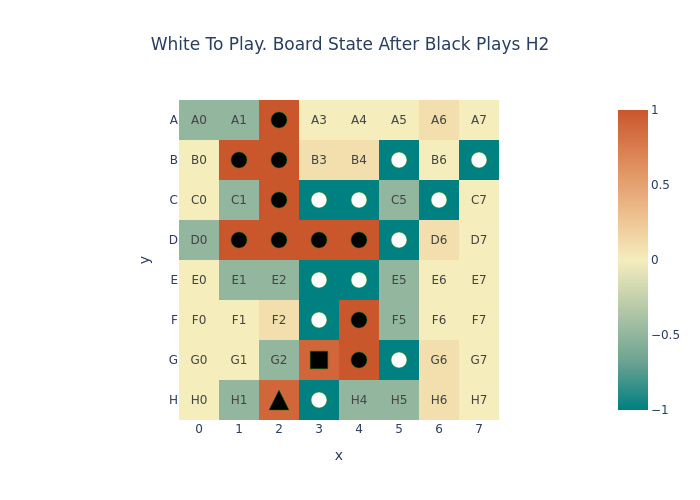 White To Play. Board State After Black Plays H2
A A0 A1 A3 A4 A5 A6 A7
B B0 B3 B4 B6
C C0 C1 C5 C7
D D0 D6 D7
E E0 E1 E2 E5 E6 E7
F F0 F1 F2 F5 F6 F7
G G0 G1 G2 G6 G7
H H0 H1 H4 H5 H6 H7
0 1 2 3 4 5 6 7
x
y
1
0.5
0
−0.5
−1